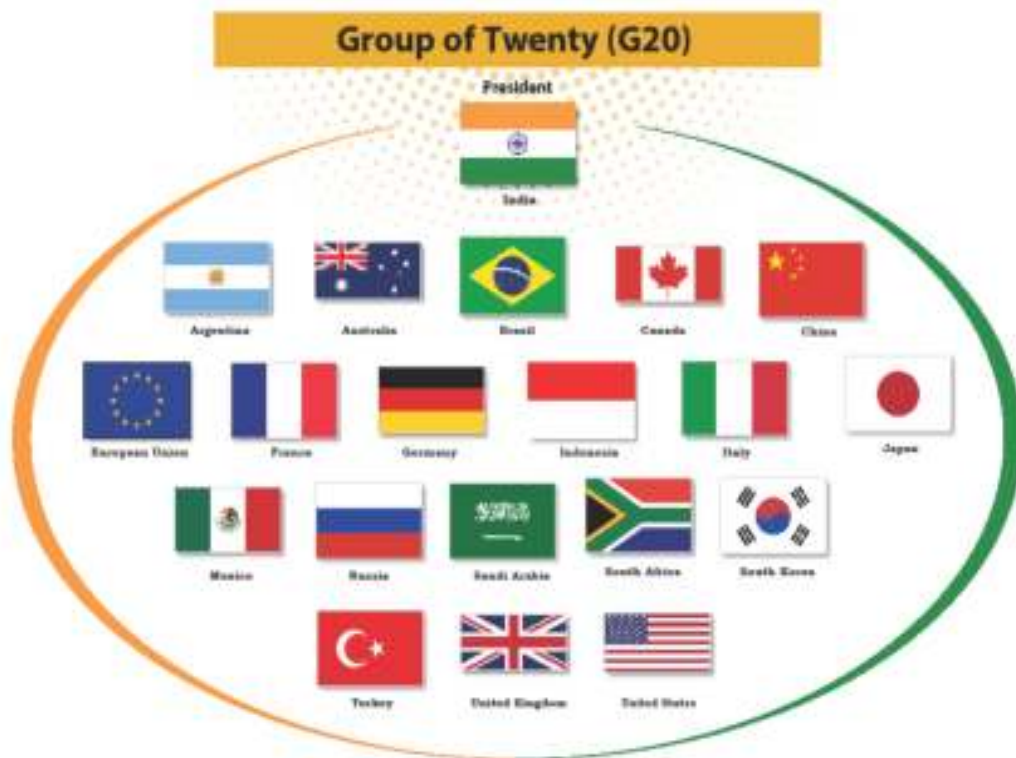 Group of Twenty (G20)
President
India
Argentina Australia Brazil Canada China
European Union France Germany Indonesia Italy Japan
Mexico Russia Saudi Arabia South Africa South Korea
Turkey United Kingdom United States